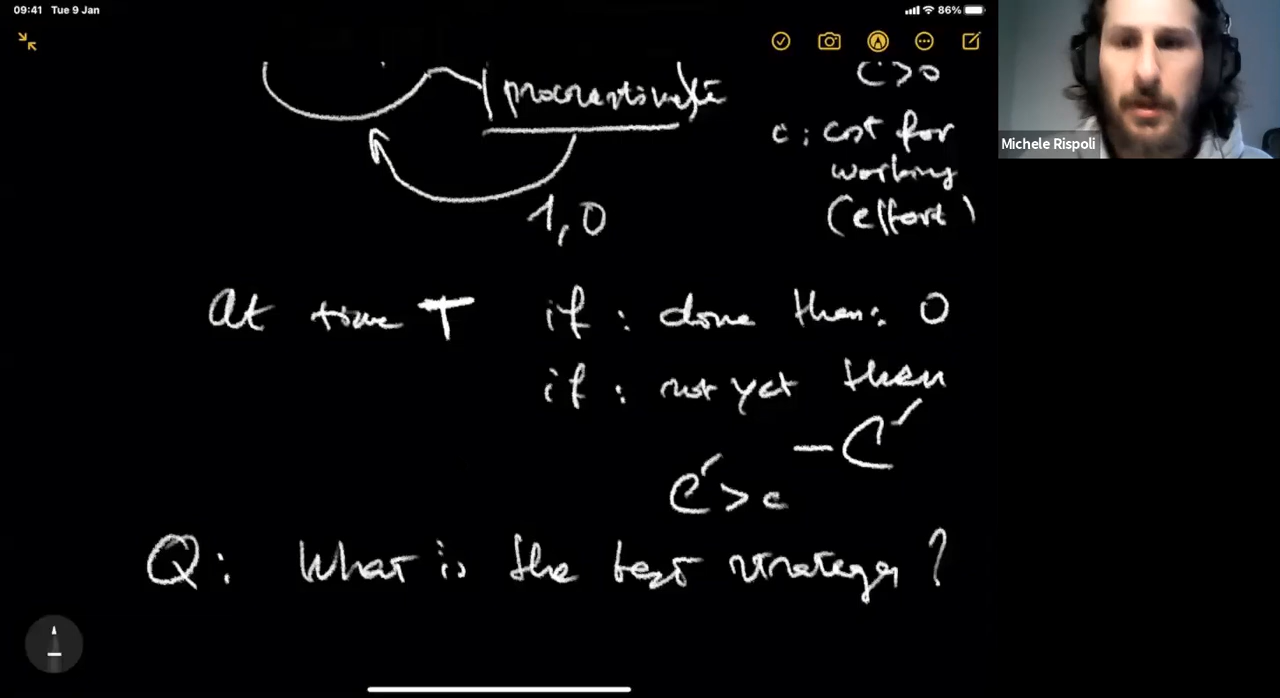 09:41 Tue 9 Jan
86%
procrastinate
c>0
c: cost for
working
(effort)
1,0
Michele Rispoli
At time T if: done then: 0
if: not yet then
-C'
C'>c
Q: What is the best strategy?